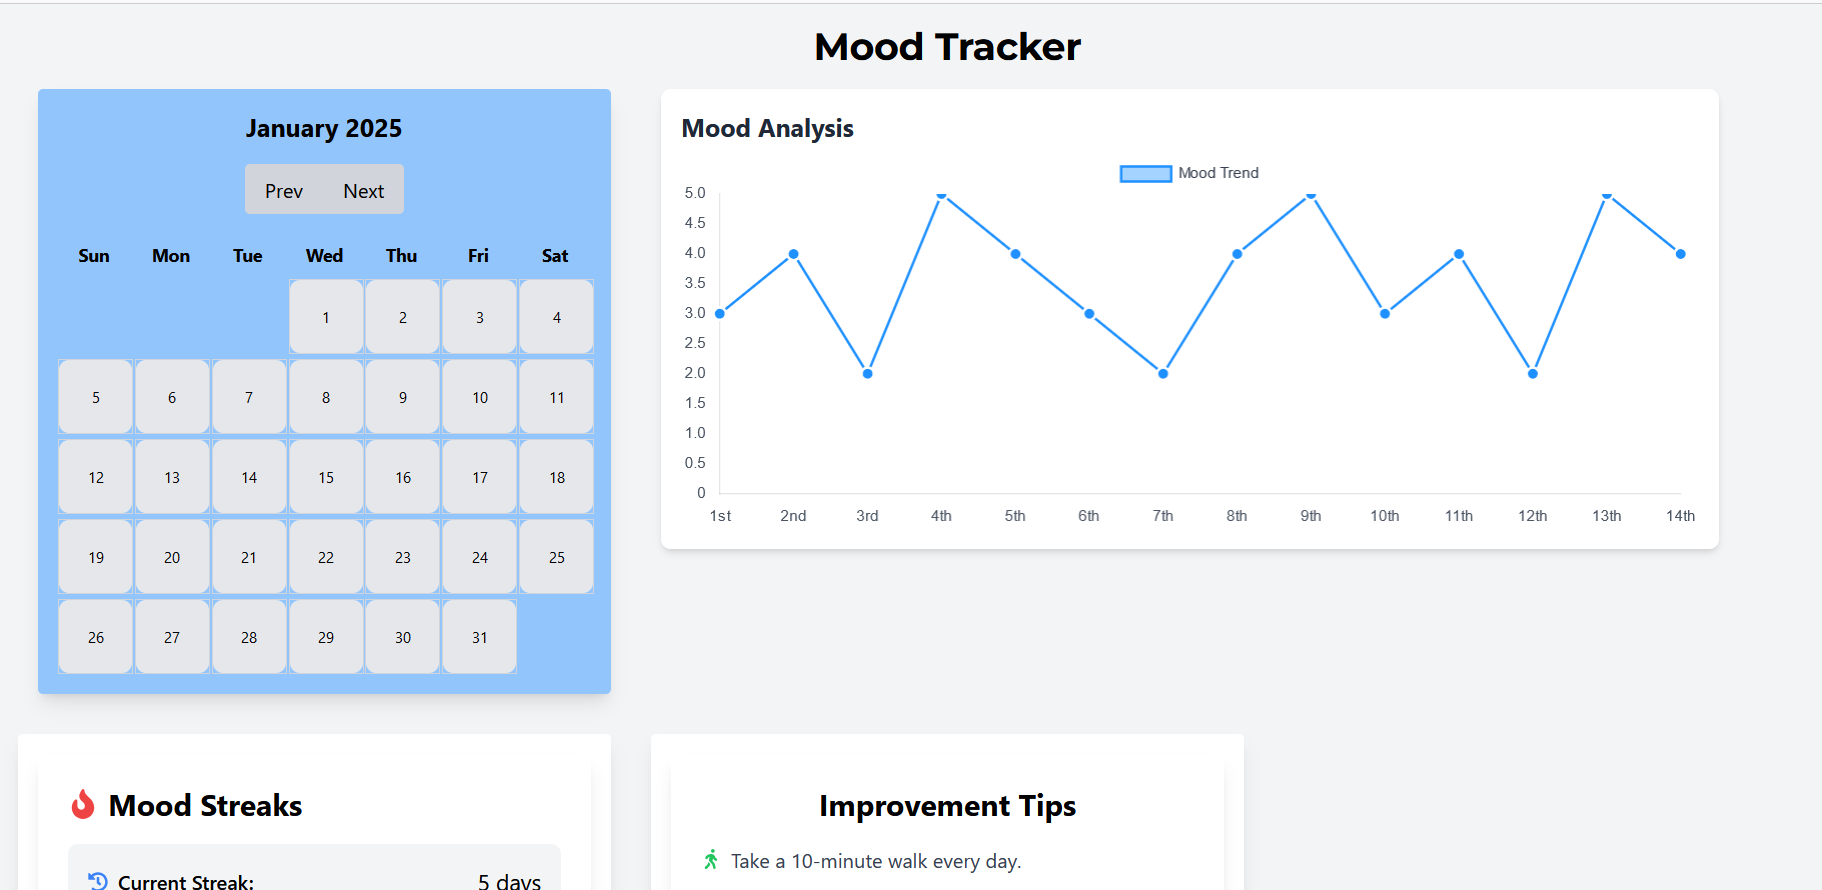 Mood Tracker
January 2025
Prev Next
Sun Mon Tue Wed Thu Fri Sat
1 2 3 4
5 6 7 8 9 10 11
12 13 14 15 16 17 18
19 20 21 22 23 24 25
26 27 28 29 30 31
Mood Analysis
Mood Trend
5.0
4.5
4.0
3.5
3.0
2.5
2.0
1.5
1.0
0.5
0
1st 2nd 3rd 4th 5th 6th 7th 8th 9th 10th 11th 12th 13th 14th
Mood Streaks
Current Streak: 5 days
Improvement Tips
Take a 10-minute walk every day.